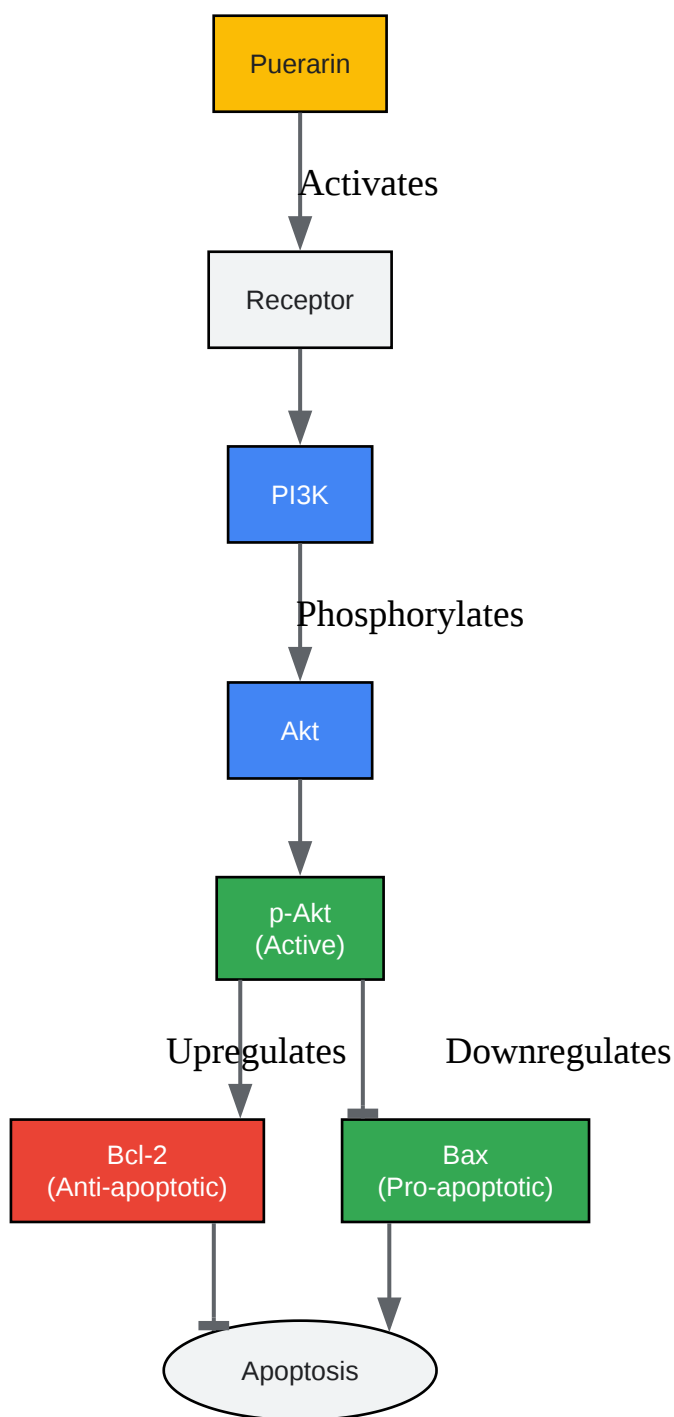 Puerarin
Activates
Receptor
PI3K
Phosphorylates
Akt
p-Akt
(Active)
Upregulates
Downregulates
Bcl-2
(Anti-apoptotic)
Bax
(Pro-apoptotic)
Apoptosis